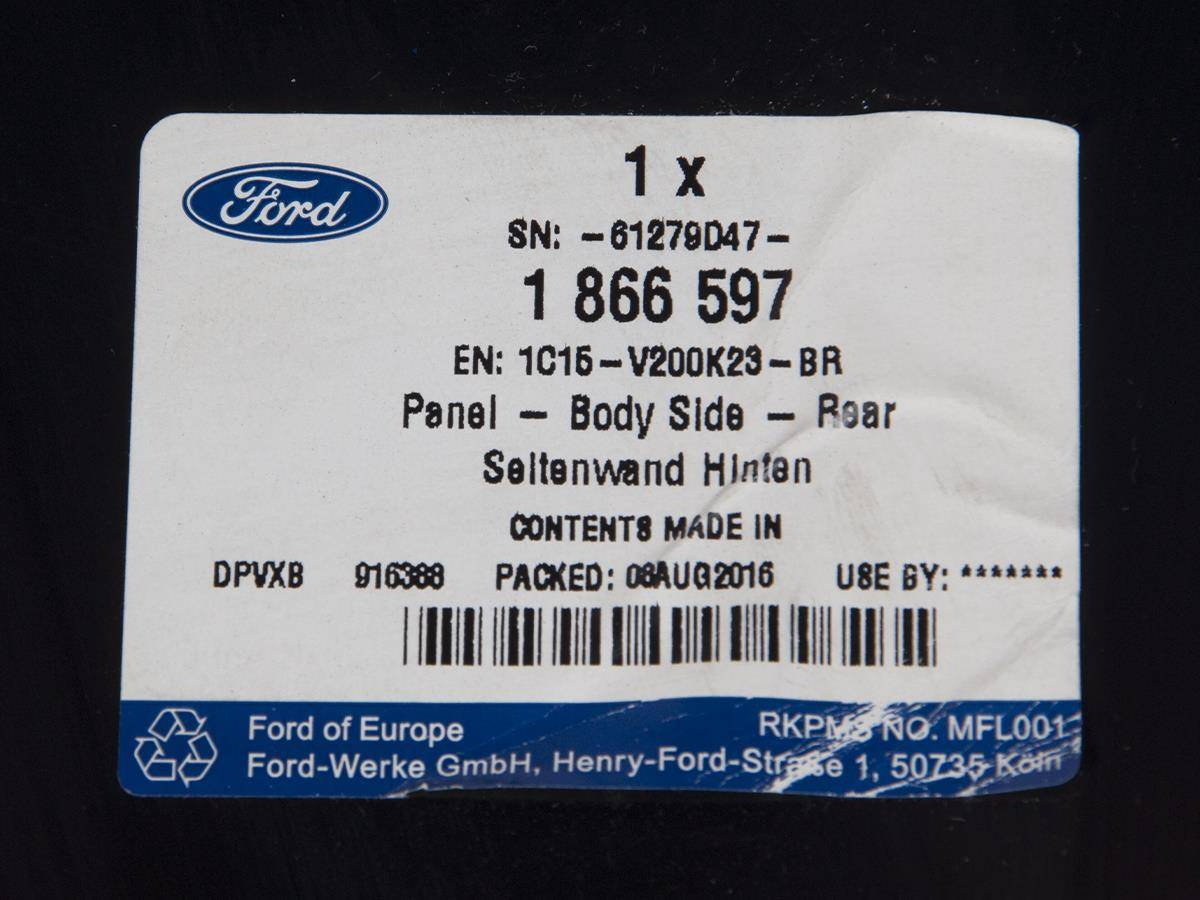 Ford
1 x
SN: -61279D47-
1 866 597
EN: 1C15-V200K23-BR
Panel - Body Side - Rear
Seitenwand Hinten
CONTENTS MADE IN
DPVXB 916388 PACKED: 08AUG2016 USE BY: *******
Ford of Europe RKPMS NO. MFL001
Ford-Werke GmbH, Henry-Ford-Strasse 1, 50735 Köln